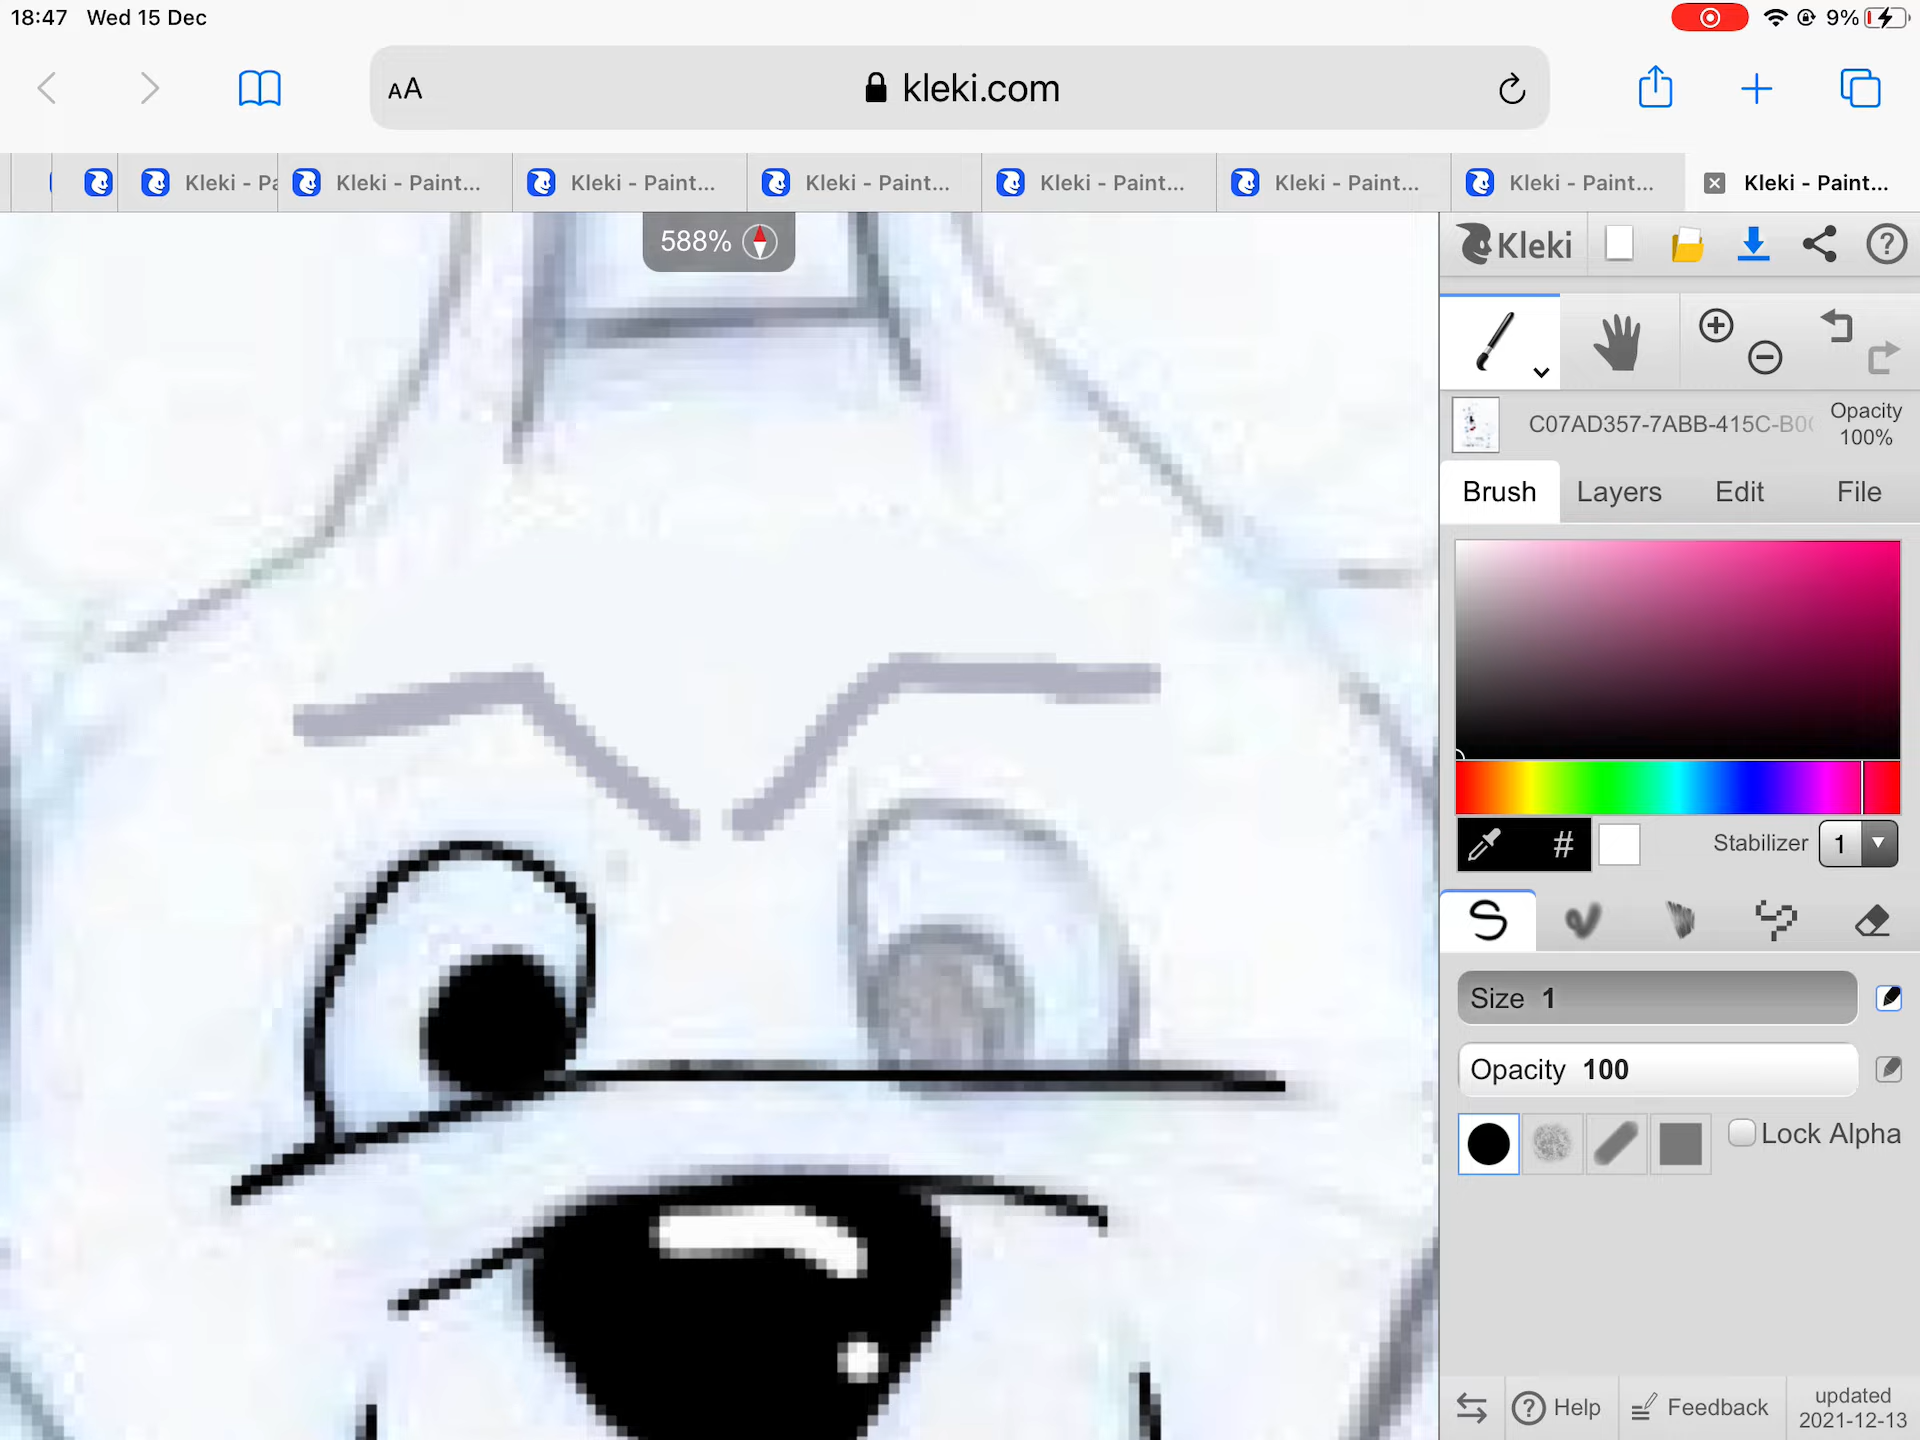 18:47 Wed 15 Dec
9%
AA kleki.com
Kleki - Pa Kleki - Paint... Kleki - Paint... Kleki - Paint... Kleki - Paint... Kleki - Paint... Kleki - Paint... Kleki - Paint...
588%
Kleki ?
C07AD357-7ABB-415C-B0 Opacity
100%
Brush Layers Edit File
# Stabilizer 1
Size 1
Opacity 100
Lock Alpha
? Help Feedback updated
2021-12-13